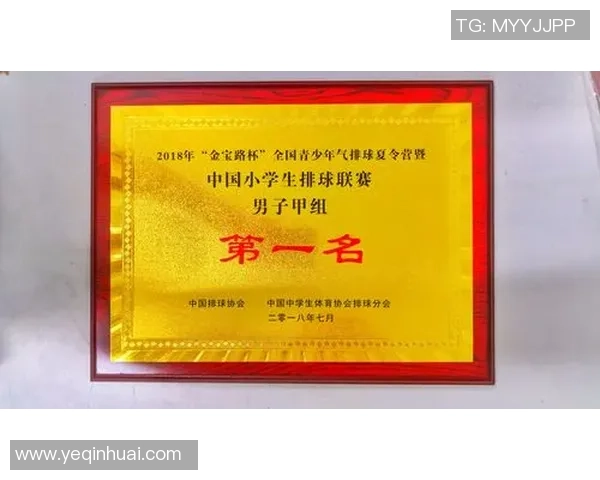 TG: MYYJJPP
2018年“金宝路杯”全国青少年气排球夏令营暨
中国小学生排球联赛
男子甲组
第一名
中国排球协会 中国中学生体育协会排球分会
二零一八年七月
www.yeqinhuai.com